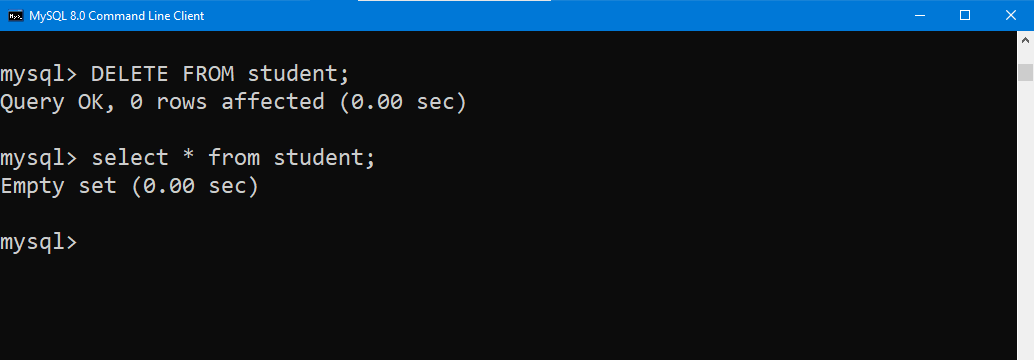 MySQL 8.0 Command Line Client
mysql> DELETE FROM student;
Query OK, 0 rows affected (0.00 sec)
mysql> select * from student;
Empty set (0.00 sec)
mysql>